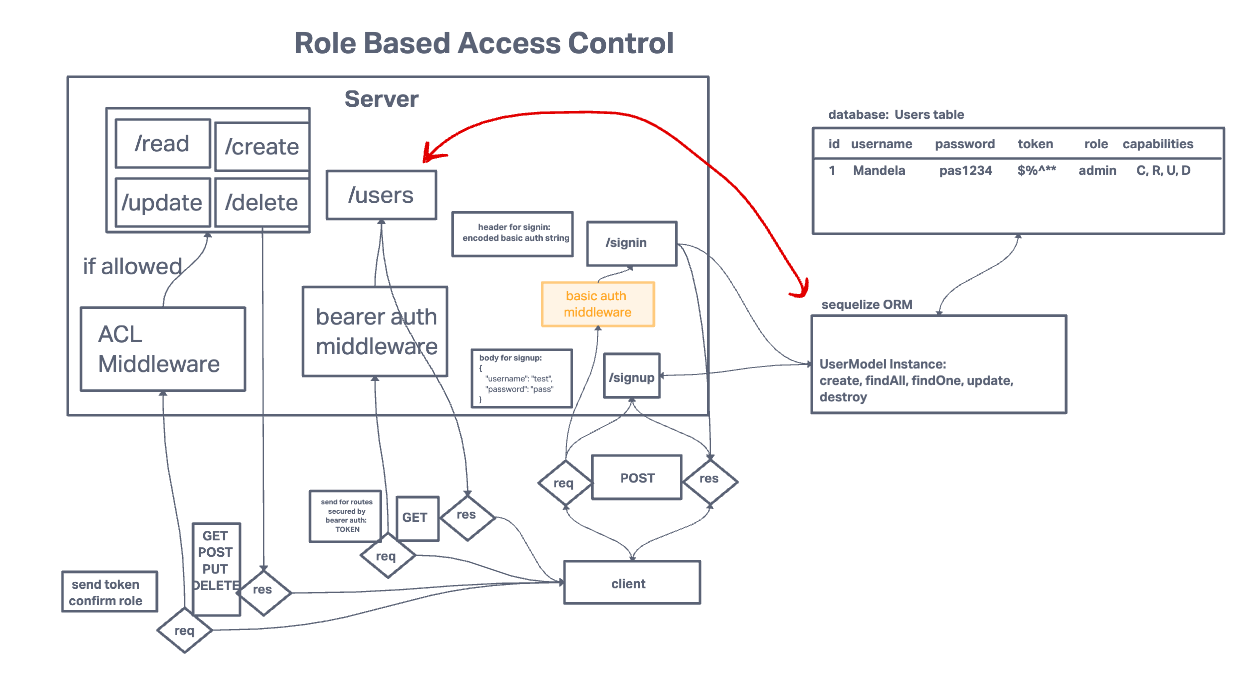 Role Based Access Control
Server
/read
/create
/update
/delete
if allowed
ACL
Middleware
/users
bearer auth
middleware
header for signin:
encoded basic auth string
/signin
basic auth
middleware
body for signup:
{
"username": "test",
"password": "pass"
}
/signup
database: Users table
id username password token role capabilities
1 Mandela pas1234 $%^** admin C, R, U, D
sequelize ORM
UserModel Instance:
create, findAll, findOne, update,
destroy
req
POST
res
send for routes
secured by
bearer auth:
TOKEN
GET
res
req
client
send token
confirm role
GET
POST
PUT
DELETE
res
req